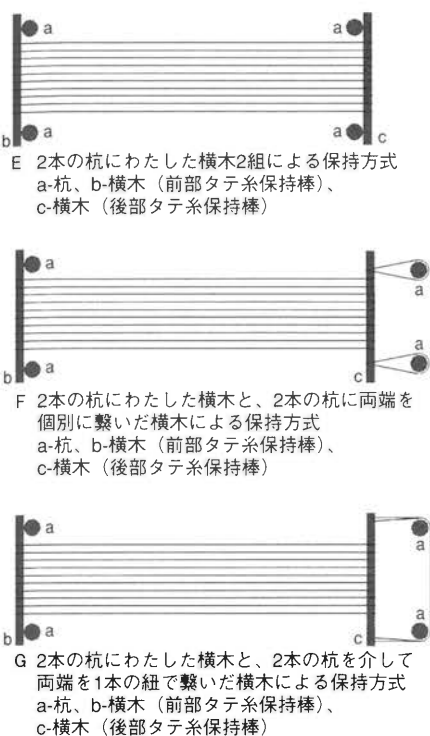 a a
b a a c
E 2本の杭にわたした横木2組による保持方式
a-杭、b-横木（前部タテ糸保持棒）、
c-横木（後部タテ糸保持棒）
a a
b a c a
F 2本の杭にわたした横木と、2本の杭に両端を
個別に繋いだ横木による保持方式
a-杭、b-横木（前部タテ糸保持棒）、
c-横木（後部タテ糸保持棒）
a a
b a c a
G 2本の杭にわたした横木と、2本の杭を介して
両端を1本の紐で繋いだ横木による保持方式
a-杭、b-横木（前部タテ糸保持棒）、
c-横木（後部タテ糸保持棒）